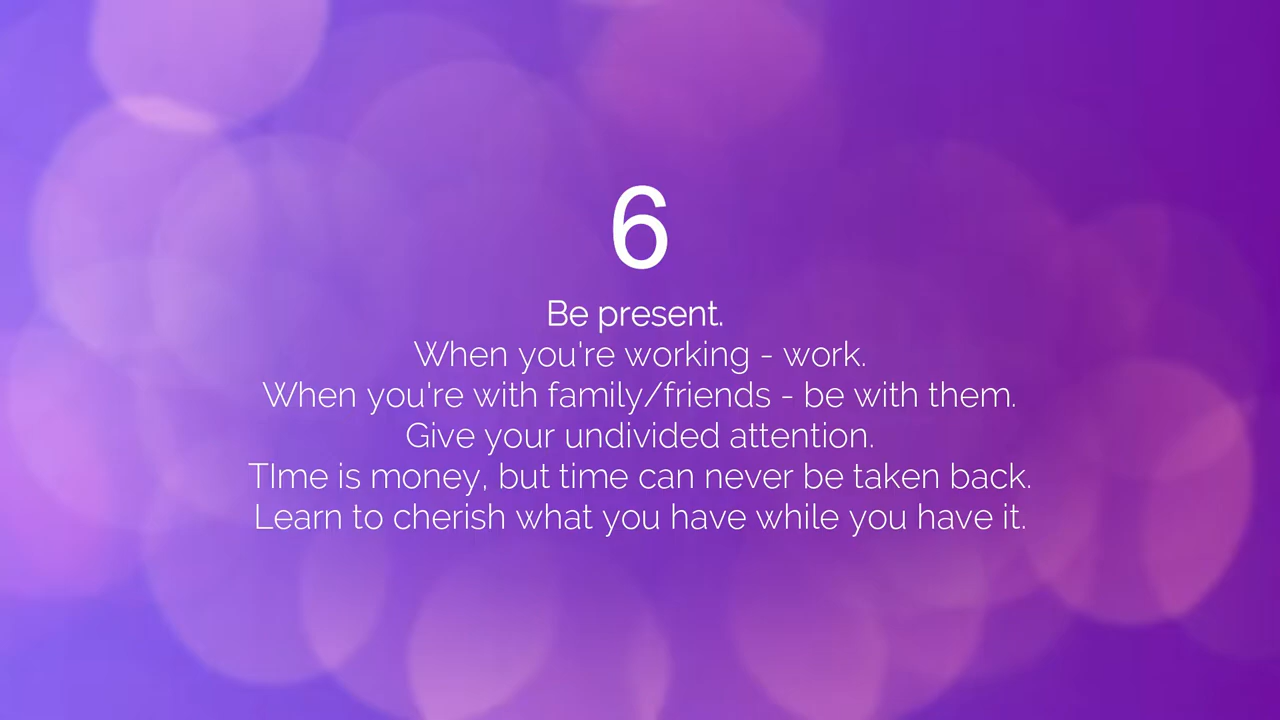 6
Be present.
When you're working - work.
When you're with family/friends - be with them.
Give your undivided attention.
TIme is money, but time can never be taken back.
Learn to cherish what you have while you have it.